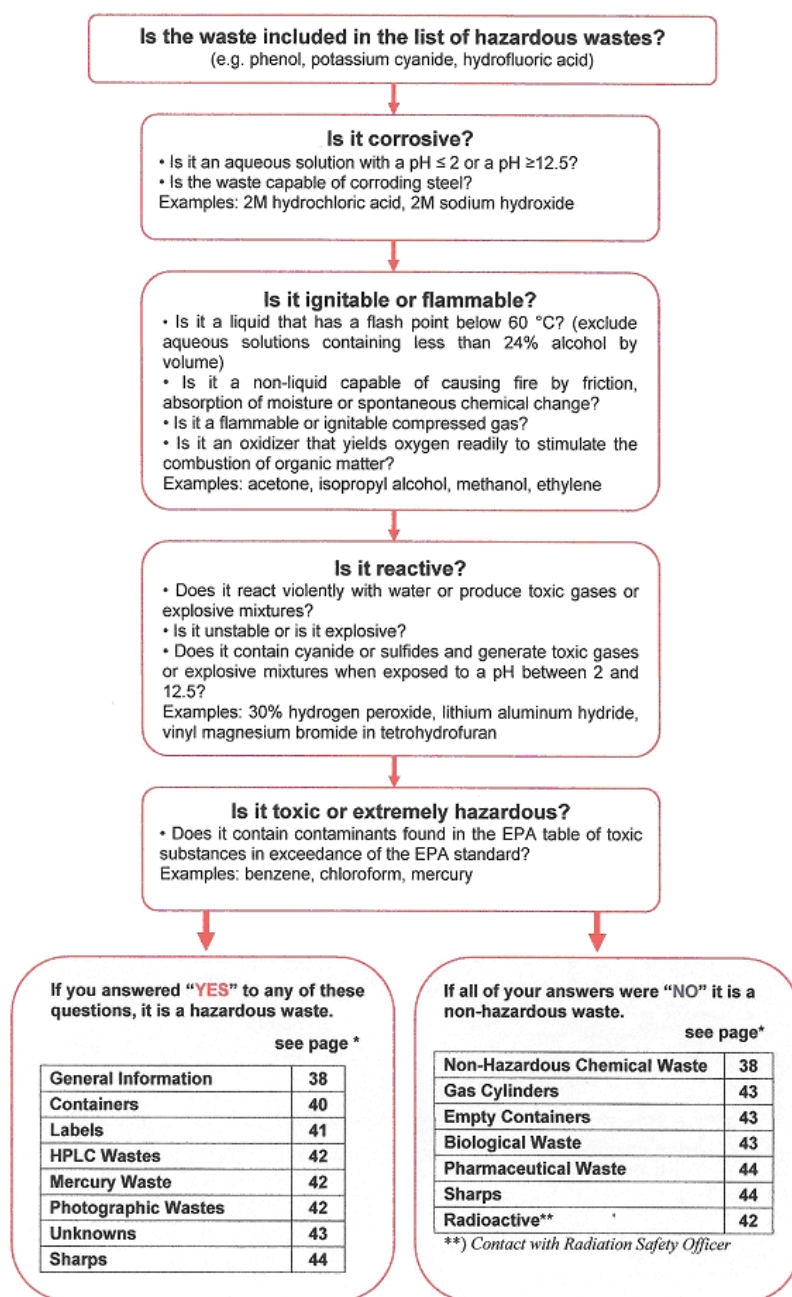 Is the waste included in the list of hazardous wastes?
(e.g. phenol, potassium cyanide, hydrofluoric acid)
Is it corrosive?
• Is it an aqueous solution with a pH ≤ 2 or a pH ≥12.5?
• Is the waste capable of corroding steel?
Examples: 2M hydrochloric acid, 2M sodium hydroxide
Is it ignitable or flammable?
• Is it a liquid that has a flash point below 60 °C? (exclude
aqueous solutions containing less than 24% alcohol by
volume)
• Is it a non-liquid capable of causing fire by friction,
absorption of moisture or spontaneous chemical change?
• Is it a flammable or ignitable compressed gas?
• Is it an oxidizer that yields oxygen readily to stimulate the
combustion of organic matter?
Examples: acetone, isopropyl alcohol, methanol, ethylene
Is it reactive?
• Does it react violently with water or produce toxic gases or
explosive mixtures?
• Is it unstable or is it explosive?
• Does it contain cyanide or sulfides and generate toxic gases
or explosive mixtures when exposed to a pH between 2 and
12.5?
Examples: 30% hydrogen peroxide, lithium aluminum hydride,
vinyl magnesium bromide in tetrohydrofuran
Is it toxic or extremely hazardous?
• Does it contain contaminants found in the EPA table of toxic
substances in exceedance of the EPA standard?
Examples: benzene, chloroform, mercury
If you answered “YES” to any of these
questions, it is a hazardous waste.
see page *
General Information 38
Containers 40
Labels 41
HPLC Wastes 42
Mercury Waste 42
Photographic Wastes 42
Unknowns 43
Sharps 44
If all of your answers were “NO” it is a
non-hazardous waste.
see page*
Non-Hazardous Chemical Waste 38
Gas Cylinders 43
Empty Containers 43
Biological Waste 43
Pharmaceutical Waste 44
Sharps 44
Radioactive** 42
**) Contact with Radiation Safety Officer